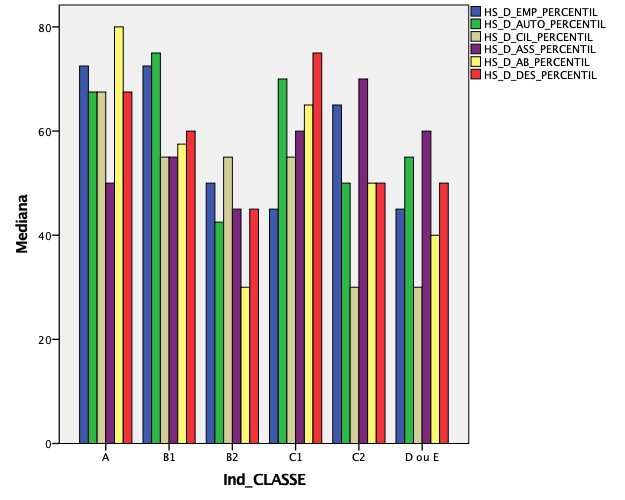 HS_D_EMP_PERCENTIL
HS_D_AUTO_PERCENTIL
HS_D_CIL_PERCENTIL
HS_D_ASS_PERCENTIL
HS_D_AB_PERCENTIL
HS_D_DES_PERCENTIL
80
60
40
20
0
Mediana
A B1 B2 C1 C2 D ou E
Ind_CLASSE